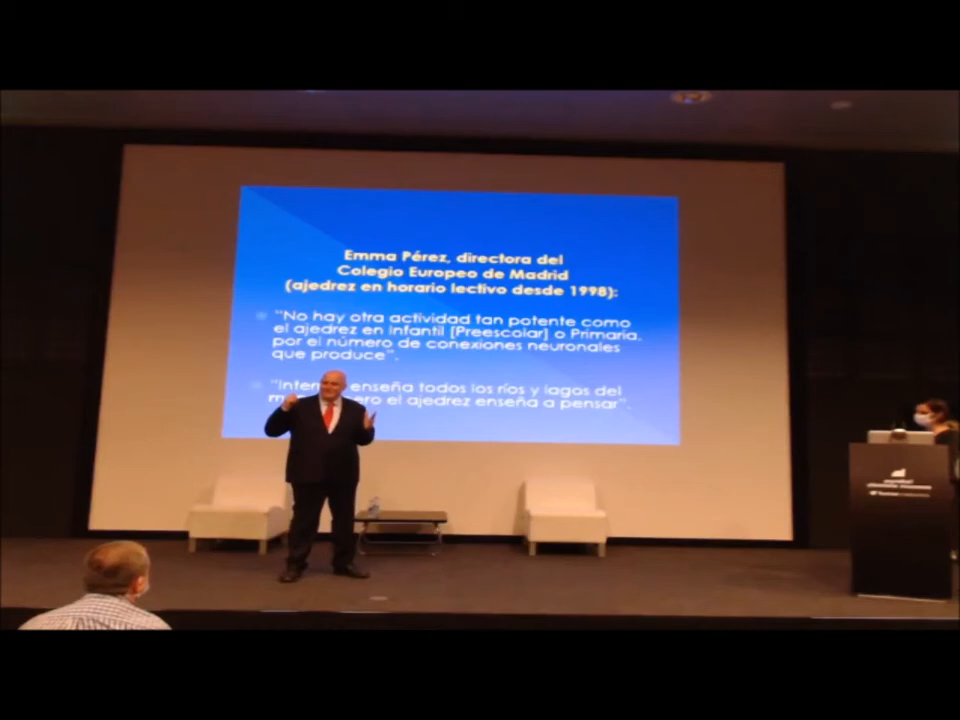 Emma Pérez, directora del
Colegio Europeo de Madrid
(ajedrez en horario lectivo desde 1998):
"No hay otra actividad tan potente como
el ajedrez en Infantil [Preescolar] o Primaria,
por el número de conexiones neuronales
que produce".
enseña todos los ríos y lagos del
el ajedrez enseña a pensar".